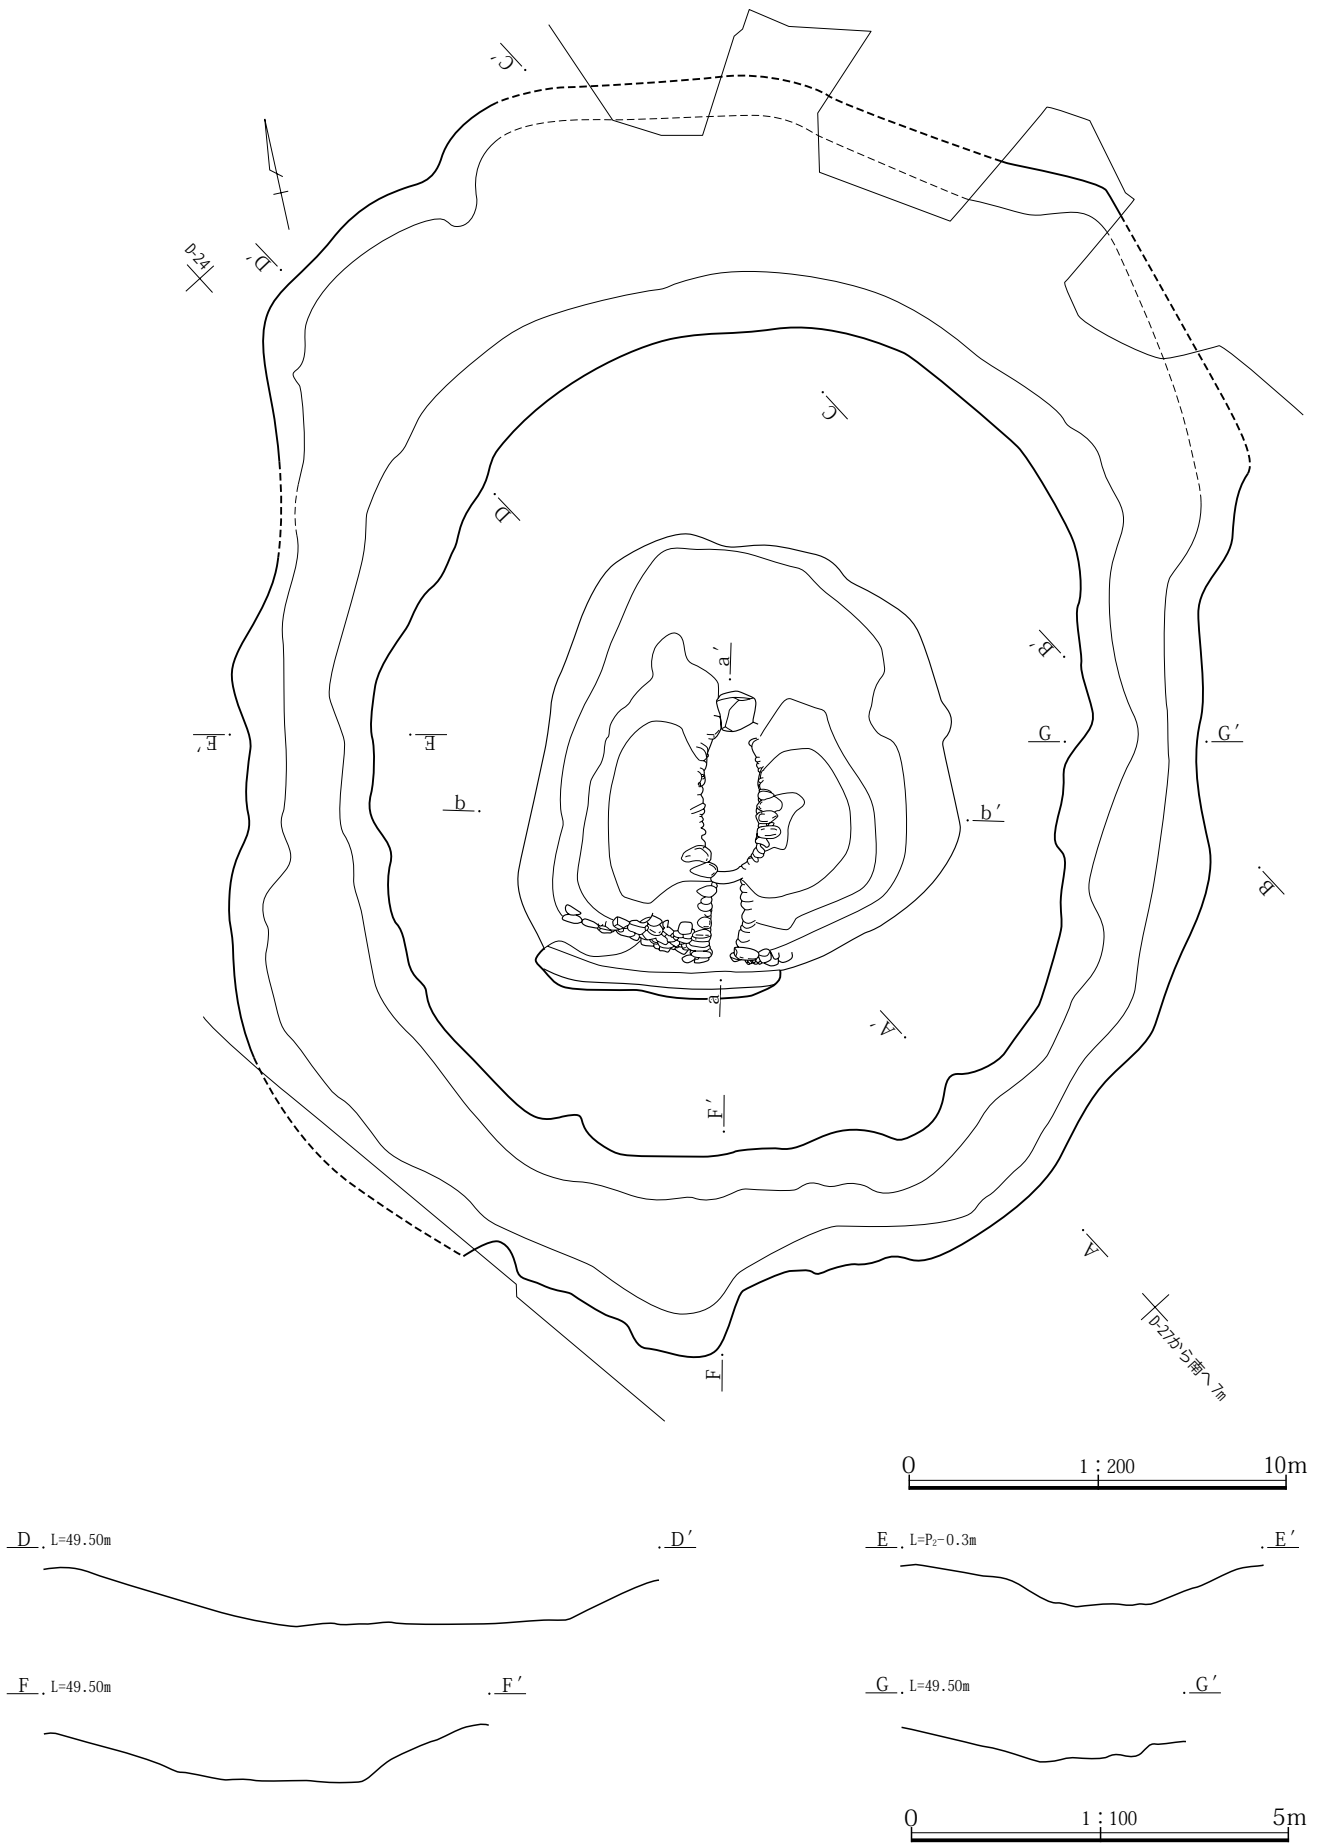 C′
D-24
D′
C
D
a′
B′
E′
E
G
G′
b
b′
B
a
A′
F′
A
D-27から南へ7m
F
0 1：200 10m
D L=49.50m D′
E L=P₂-0.3m E′
F L=49.50m F′
G L=49.50m G′
0 1：100 5m